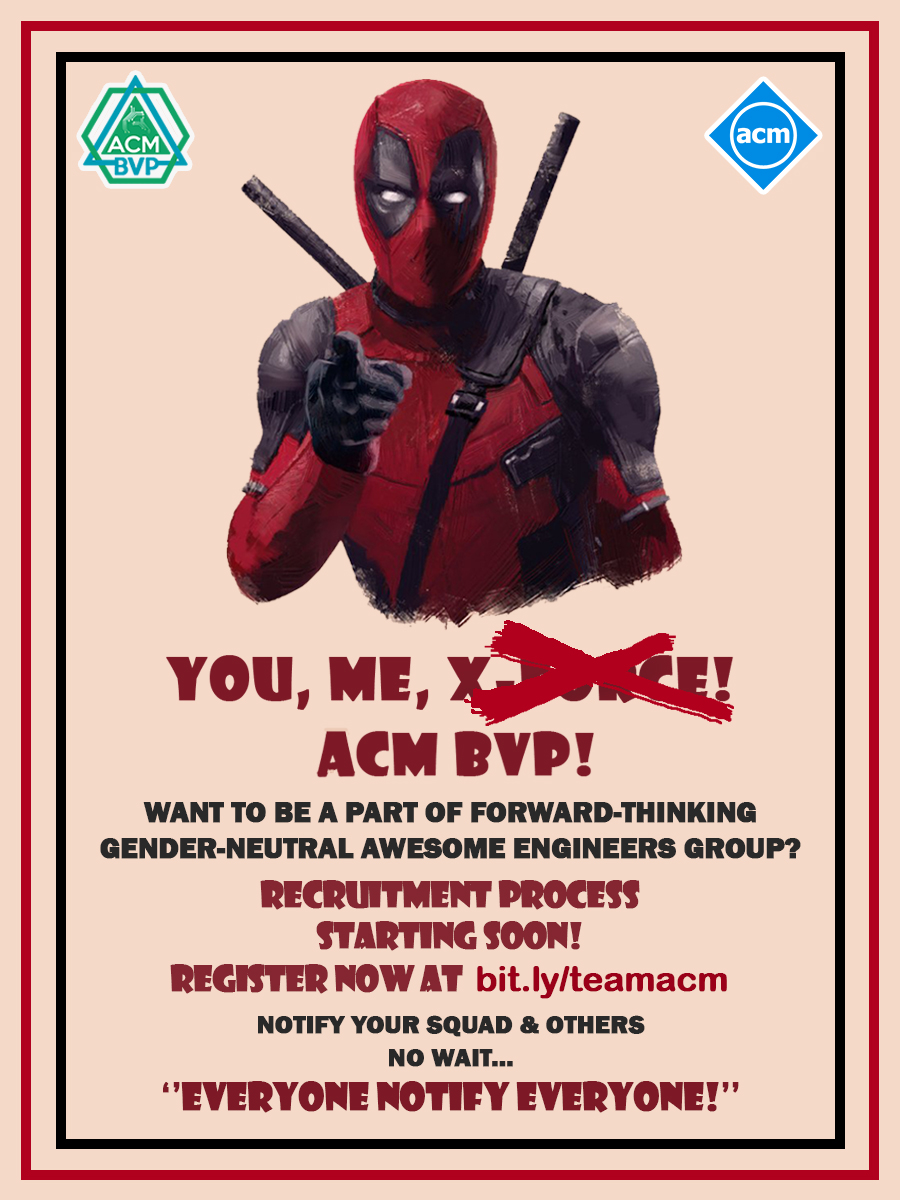 ACM
BVP
acm
YOU, ME, X-FORCE!
ACM BVP!
WANT TO BE A PART OF FORWARD-THINKING
GENDER-NEUTRAL AWESOME ENGINEERS GROUP?
RECRUITMENT PROCESS
STARTING SOON!
REGISTER NOW AT bit.ly/teamacm
NOTIFY YOUR SQUAD & OTHERS
NO WAIT...
‘’EVERYONE NOTIFY EVERYONE!’’